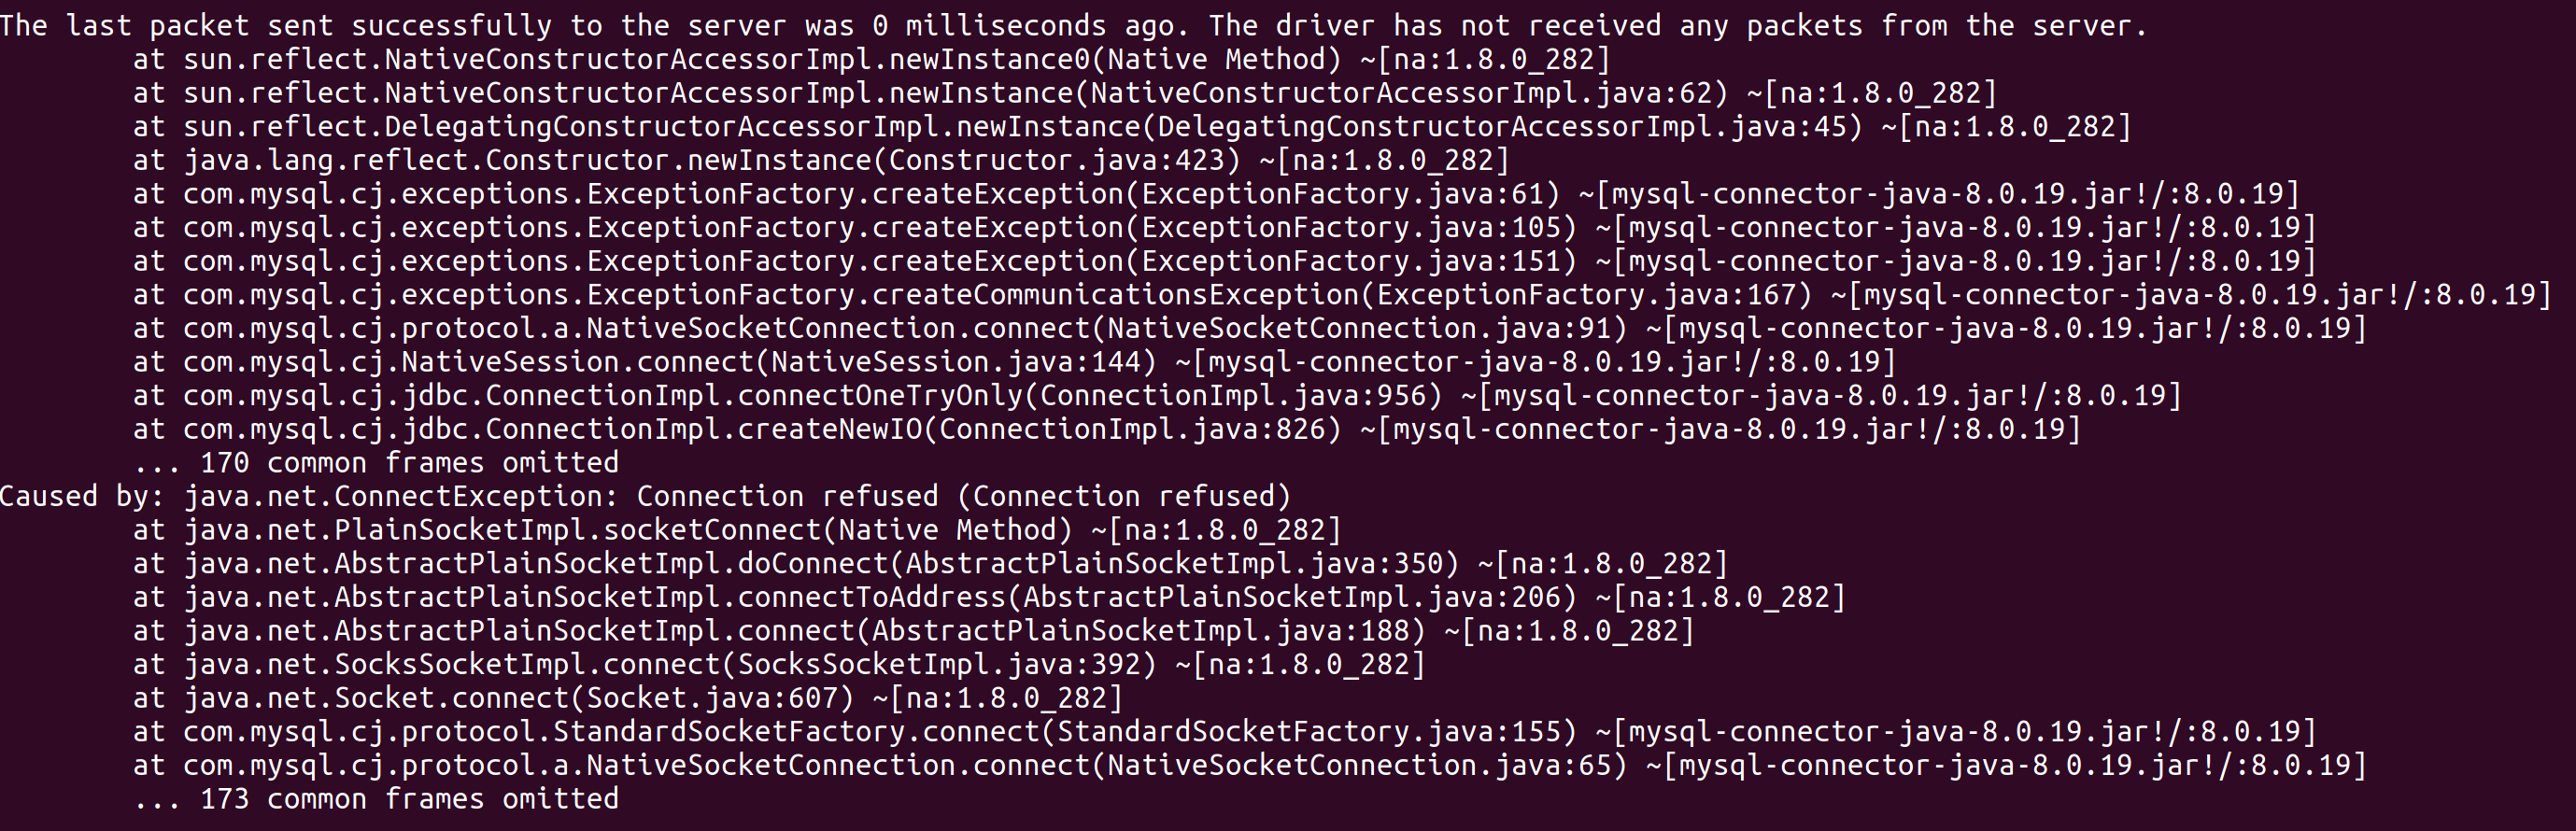 The last packet sent successfully to the server was 0 milliseconds ago. The driver has not received any packets from the server.
at sun.reflect.NativeConstructorAccessorImpl.newInstance0(Native Method) ~[na:1.8.0_282]
at sun.reflect.NativeConstructorAccessorImpl.newInstance(NativeConstructorAccessorImpl.java:62) ~[na:1.8.0_282]
at sun.reflect.DelegatingConstructorAccessorImpl.newInstance(DelegatingConstructorAccessorImpl.java:45) ~[na:1.8.0_282]
at java.lang.reflect.Constructor.newInstance(Constructor.java:423) ~[na:1.8.0_282]
at com.mysql.cj.exceptions.ExceptionFactory.createException(ExceptionFactory.java:61) ~[mysql-connector-java-8.0.19.jar!/:8.0.19]
at com.mysql.cj.exceptions.ExceptionFactory.createException(ExceptionFactory.java:105) ~[mysql-connector-java-8.0.19.jar!/:8.0.19]
at com.mysql.cj.exceptions.ExceptionFactory.createException(ExceptionFactory.java:151) ~[mysql-connector-java-8.0.19.jar!/:8.0.19]
at com.mysql.cj.exceptions.ExceptionFactory.createCommunicationsException(ExceptionFactory.java:167) ~[mysql-connector-java-8.0.19.jar!/:8.0.19]
at com.mysql.cj.protocol.a.NativeSocketConnection.connect(NativeSocketConnection.java:91) ~[mysql-connector-java-8.0.19.jar!/:8.0.19]
at com.mysql.cj.NativeSession.connect(NativeSession.java:144) ~[mysql-connector-java-8.0.19.jar!/:8.0.19]
at com.mysql.cj.jdbc.ConnectionImpl.connectOneTryOnly(ConnectionImpl.java:956) ~[mysql-connector-java-8.0.19.jar!/:8.0.19]
at com.mysql.cj.jdbc.ConnectionImpl.createNewIO(ConnectionImpl.java:826) ~[mysql-connector-java-8.0.19.jar!/:8.0.19]
... 170 common frames omitted
Caused by: java.net.ConnectException: Connection refused (Connection refused)
at java.net.PlainSocketImpl.socketConnect(Native Method) ~[na:1.8.0_282]
at java.net.AbstractPlainSocketImpl.doConnect(AbstractPlainSocketImpl.java:350) ~[na:1.8.0_282]
at java.net.AbstractPlainSocketImpl.connectToAddress(AbstractPlainSocketImpl.java:206) ~[na:1.8.0_282]
at java.net.AbstractPlainSocketImpl.connect(AbstractPlainSocketImpl.java:188) ~[na:1.8.0_282]
at java.net.SocksSocketImpl.connect(SocksSocketImpl.java:392) ~[na:1.8.0_282]
at java.net.Socket.connect(Socket.java:607) ~[na:1.8.0_282]
at com.mysql.cj.protocol.StandardSocketFactory.connect(StandardSocketFactory.java:155) ~[mysql-connector-java-8.0.19.jar!/:8.0.19]
at com.mysql.cj.protocol.a.NativeSocketConnection.connect(NativeSocketConnection.java:65) ~[mysql-connector-java-8.0.19.jar!/:8.0.19]
... 173 common frames omitted